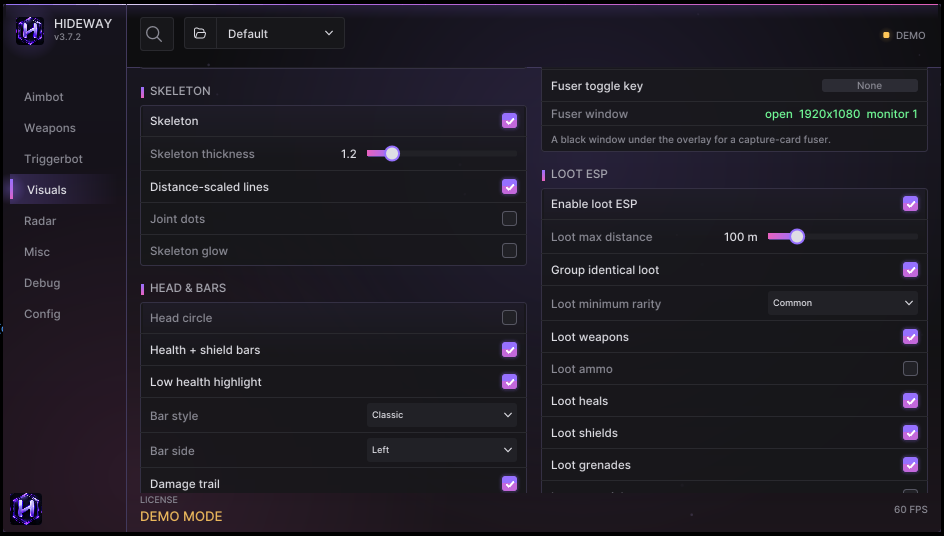 HIDEWAY
v3.7.2
Default
DEMO
Aimbot
Weapons
Triggerbot
Visuals
Radar
Misc
Debug
Config
SKELETON
Skeleton
Skeleton thickness 1.2
Distance-scaled lines
Joint dots
Skeleton glow
HEAD & BARS
Head circle
Health + shield bars
Low health highlight
Bar style Classic
Bar side Left
Damage trail
Fuser toggle key None
Fuser window open 1920x1080 monitor 1
A black window under the overlay for a capture-card fuser.
LOOT ESP
Enable loot ESP
Loot max distance 100 m
Group identical loot
Loot minimum rarity Common
Loot weapons
Loot ammo
Loot heals
Loot shields
Loot grenades
LICENSE
DEMO MODE
60 FPS